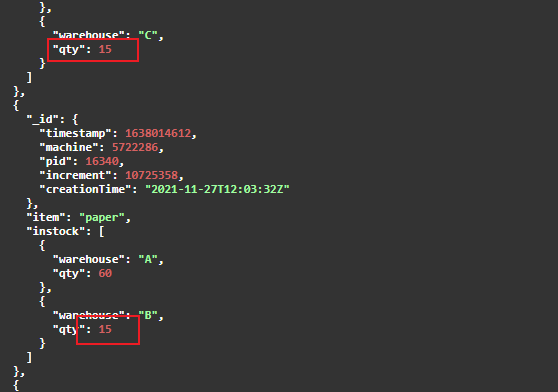 },
{
"warehouse": "C",
"qty": 15
}
]
},
{
"_id": {
"timestamp": 1638014612,
"machine": 5722286,
"pid": 16340,
"increment": 10725358,
"creationTime": "2021-11-27T12:03:32Z"
},
"item": "paper",
"instock": [
{
"warehouse": "A",
"qty": 60
},
{
"warehouse": "B",
"qty": 15
}
]
},
{